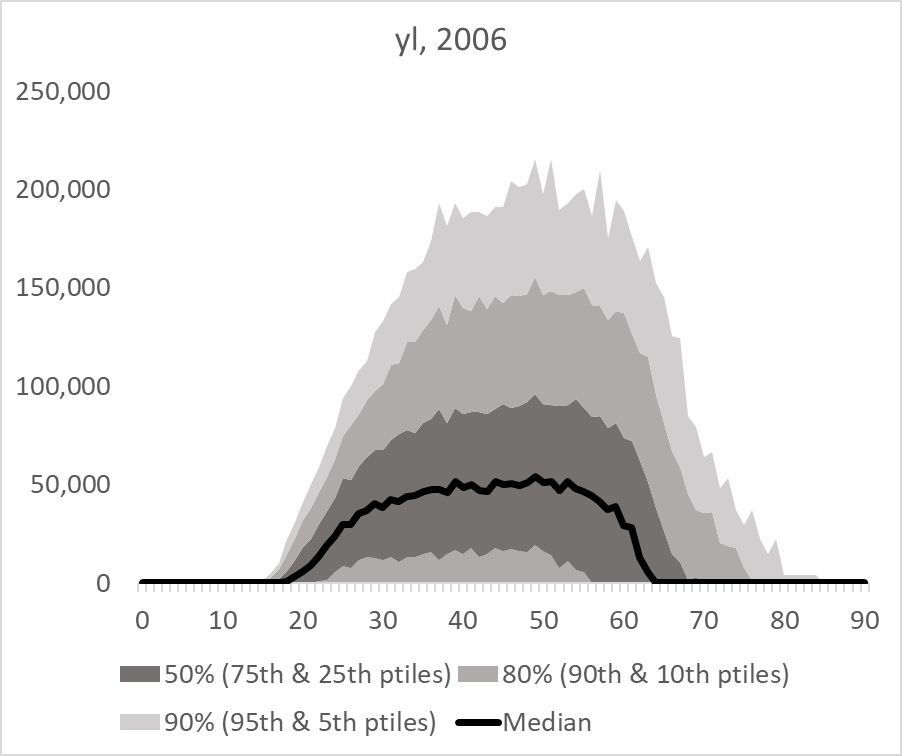 yl, 2006
250,000
200,000
150,000
100,000
50,000
0
0 10 20 30 40 50 60 70 80 90
50% (75th & 25th ptiles) 80% (90th & 10th ptiles)
90% (95th & 5th ptiles) Median